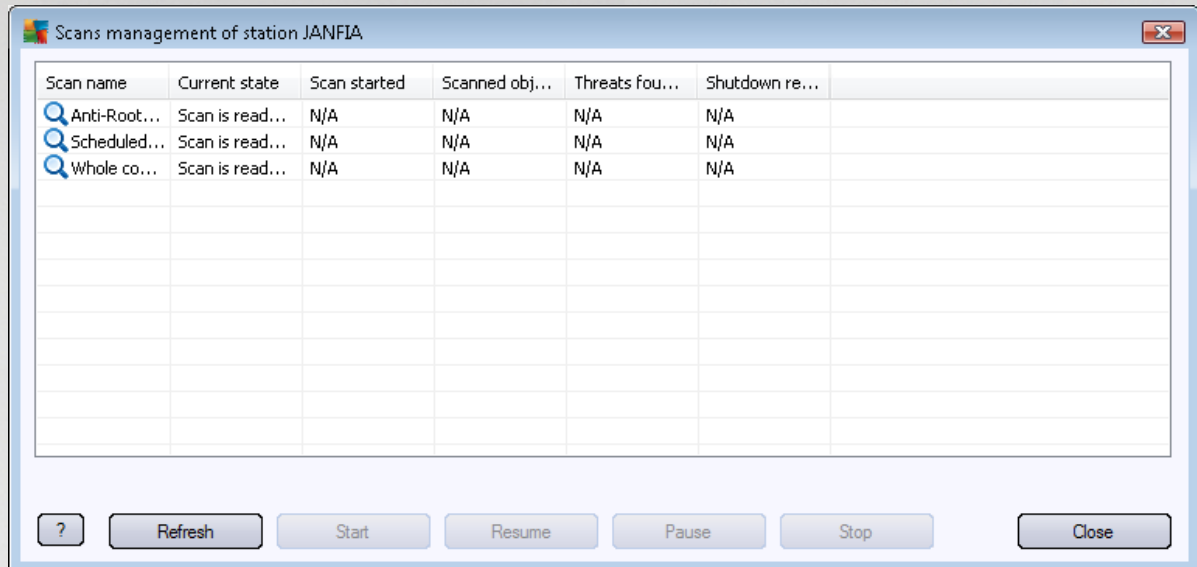 Scans management of station JANFIA
Scan name Current state Scan started Scanned obj... Threats fou... Shutdown re...
Anti-Root... Scan is read... N/A N/A N/A N/A
Scheduled... Scan is read... N/A N/A N/A N/A
Whole co... Scan is read... N/A N/A N/A N/A
? Refresh Start Resume Pause Stop Close